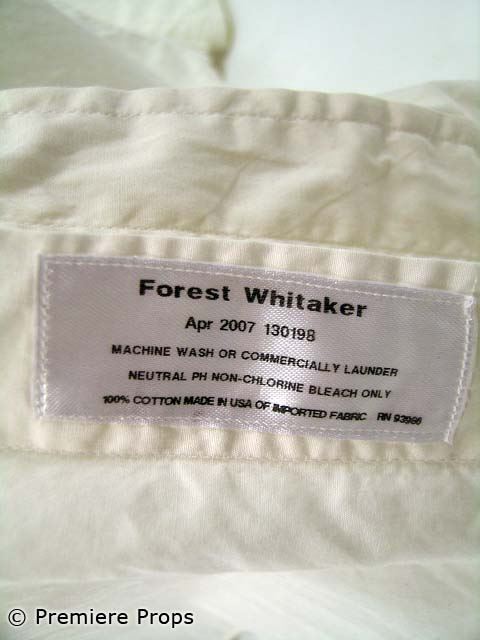 Forest Whitaker
Apr 2007 130198
MACHINE WASH OR COMMERCIALLY LAUNDER
NEUTRAL PH NON-CHLORINE BLEACH ONLY
100% COTTON MADE IN USA OF IMPORTED FABRIC RN 93986
© Premiere Props